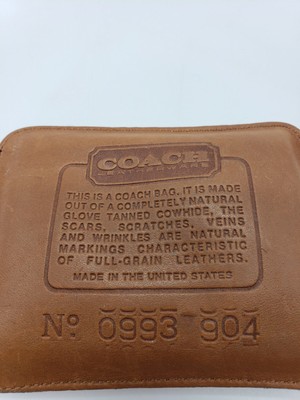 COACH
LEATHERWARE
THIS IS A COACH BAG. IT IS MADE
OUT OF A COMPLETELY NATURAL
GLOVE TANNED COWHIDE, THE
SCARS, SCRATCHES, VEINS
AND WRINKLES ARE NATURAL
MARKINGS CHARACTERISTIC
OF FULL-GRAIN LEATHERS.
MADE IN THE UNITED STATES
No: 0993-904